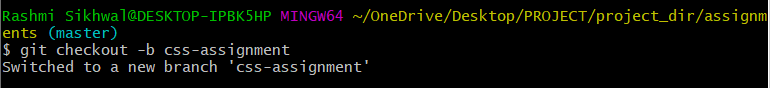 Rashmi Sikhwal@DESKTOP-IPBK5HP MINGW64 ~/OneDrive/Desktop/PROJECT/project_dir/assignm
ents (master)
$ git checkout -b css-assignment
Switched to a new branch 'css-assignment'